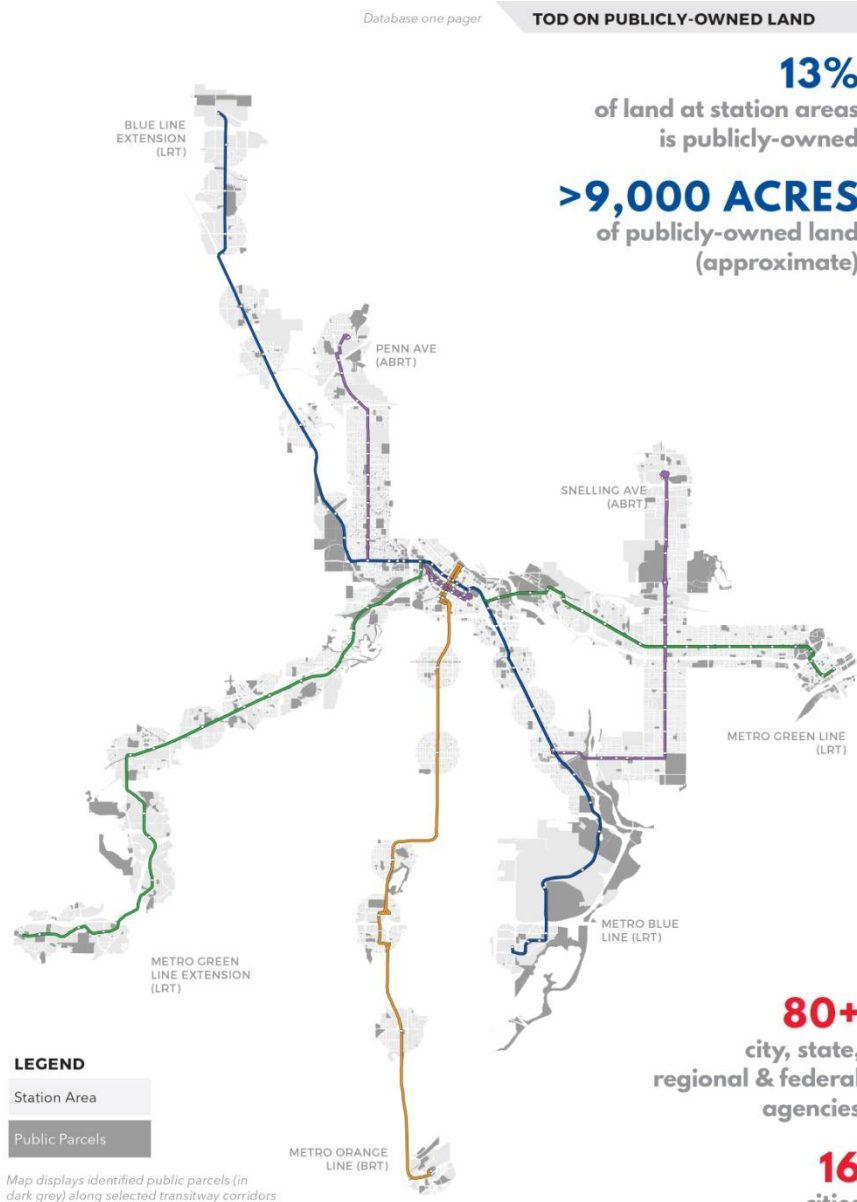 Database one pager
TOD ON PUBLICLY-OWNED LAND
13%
of land at station areas
is publicly-owned
>9,000 ACRES
of publicly-owned land
(approximate)
BLUE LINE
EXTENSION
(LRT)
PENN AVE
(ABRT)
SNELLING AVE
(ABRT)
METRO GREEN LINE
(LRT)
METRO BLUE
LINE (LRT)
METRO GREEN
LINE EXTENSION
(LRT)
METRO ORANGE
LINE (BRT)
80+
city, state,
regional & federal
agencies
16
cities
LEGEND
Station Area
Public Parcels
Map displays identified public parcels (in
dark grey) along selected transitway corridors